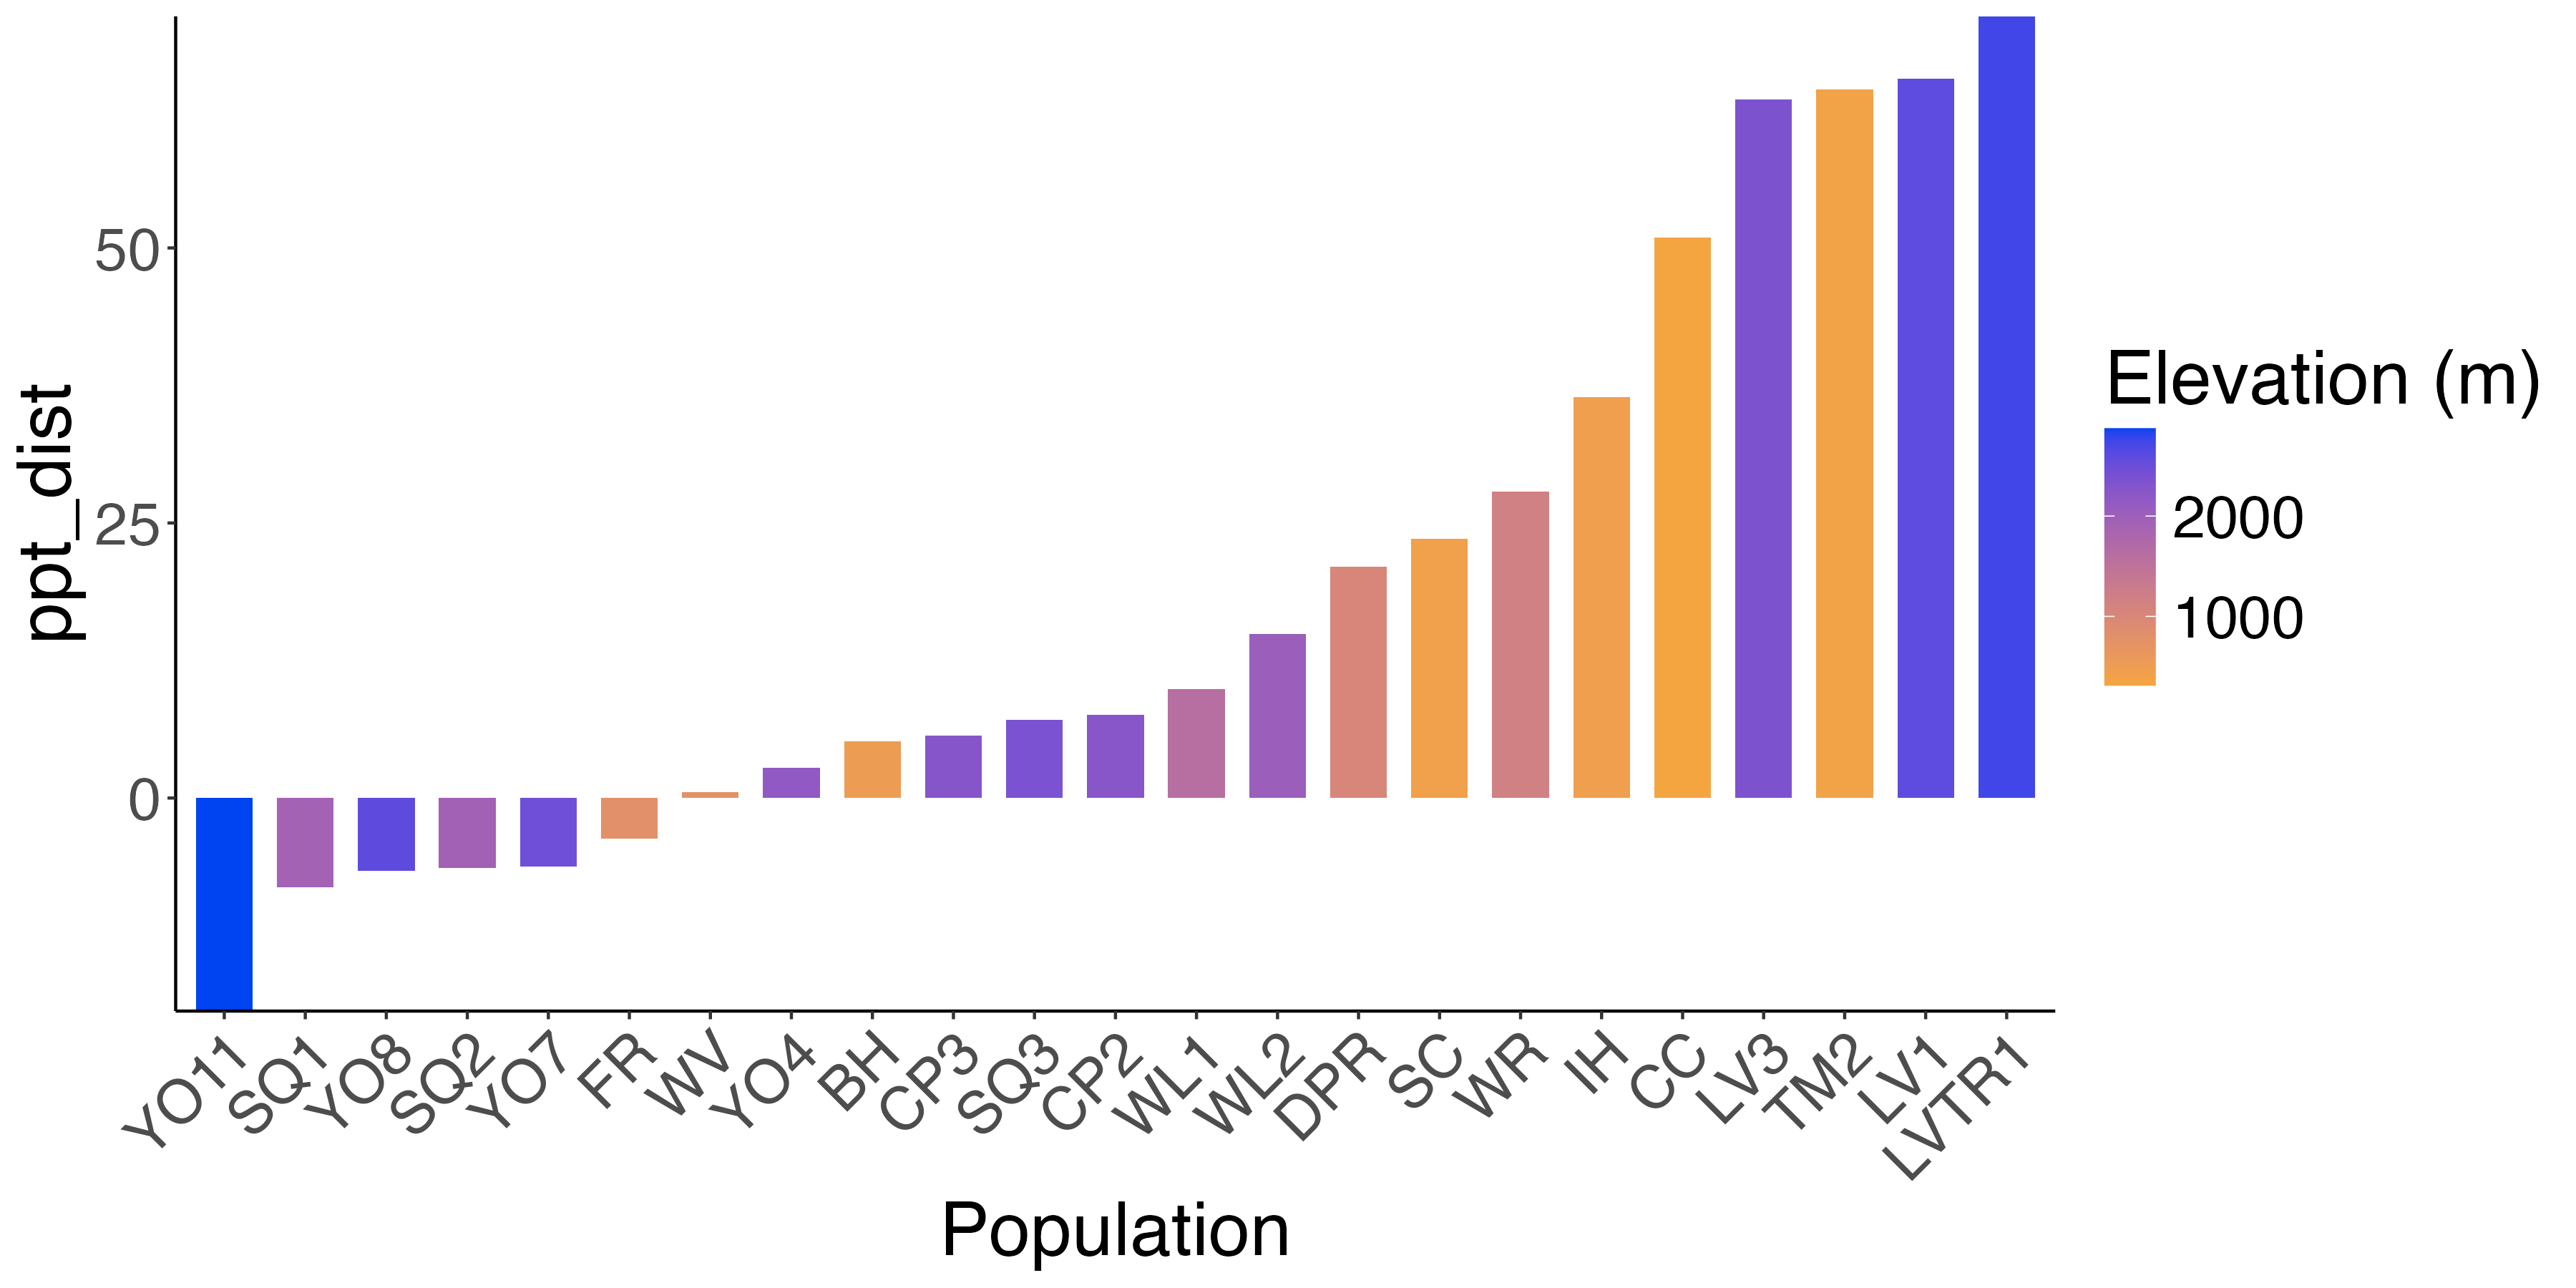 ppt_dist
50
25
0
YO11
SQ1
YO8
SQ2
YO7
FR
WV
YO4
BH
CP3
SQ3
CP2
WL1
WL2
DPR
SC
WR
IH
CC
LV3
TM2
LV1
LVTR1
Population
Elevation (m)
2000
1000